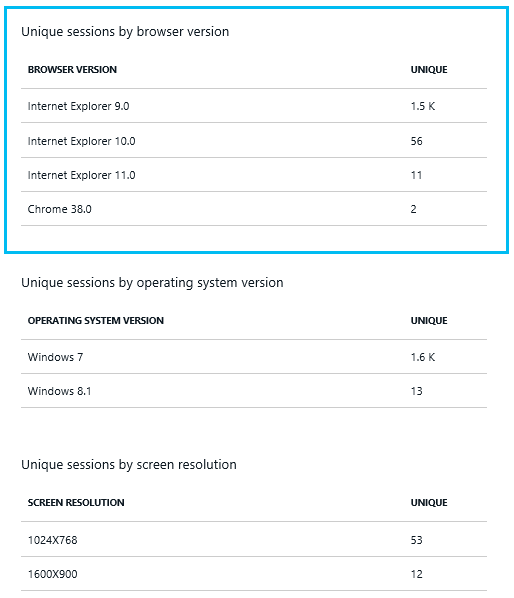 Unique sessions by browser version
BROWSER VERSION UNIQUE
Internet Explorer 9.0 1.5 K
Internet Explorer 10.0 56
Internet Explorer 11.0 11
Chrome 38.0 2
Unique sessions by operating system version
OPERATING SYSTEM VERSION UNIQUE
Windows 7 1.6 K
Windows 8.1 13
Unique sessions by screen resolution
SCREEN RESOLUTION UNIQUE
1024X768 53
1600X900 12